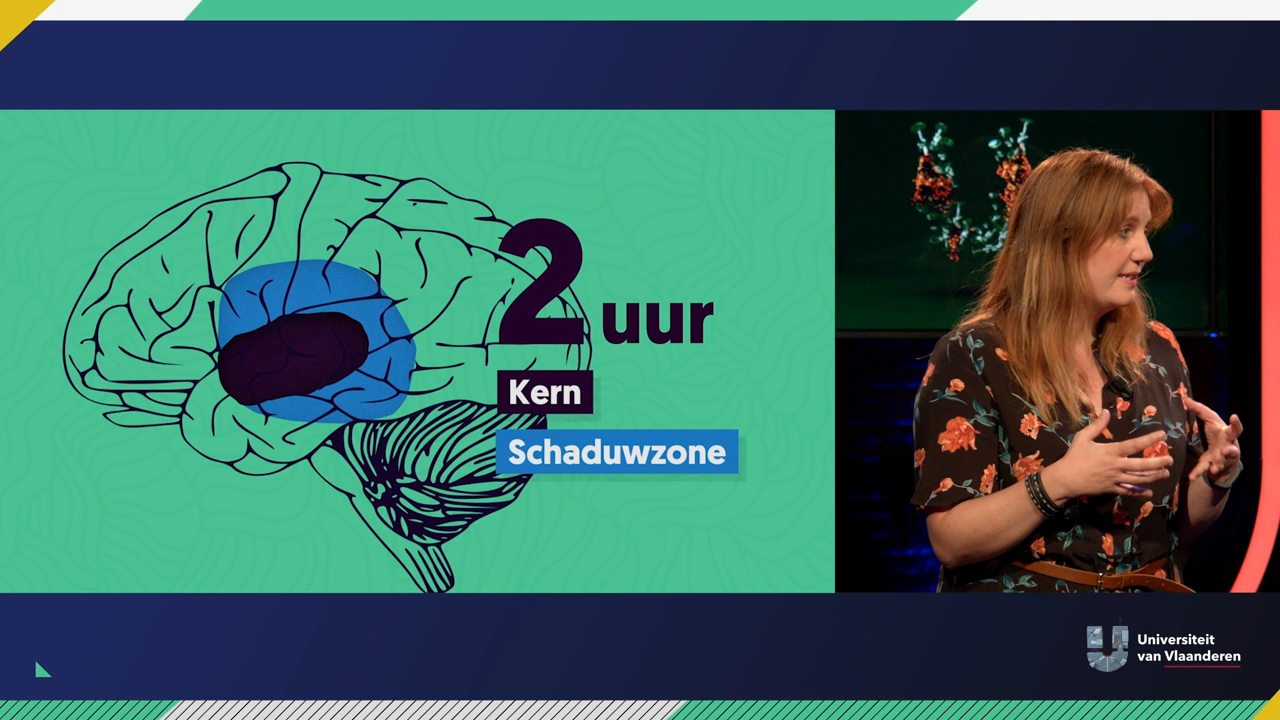 2 uur
Kern
Schaduwzone
Universiteit
van Vlaanderen